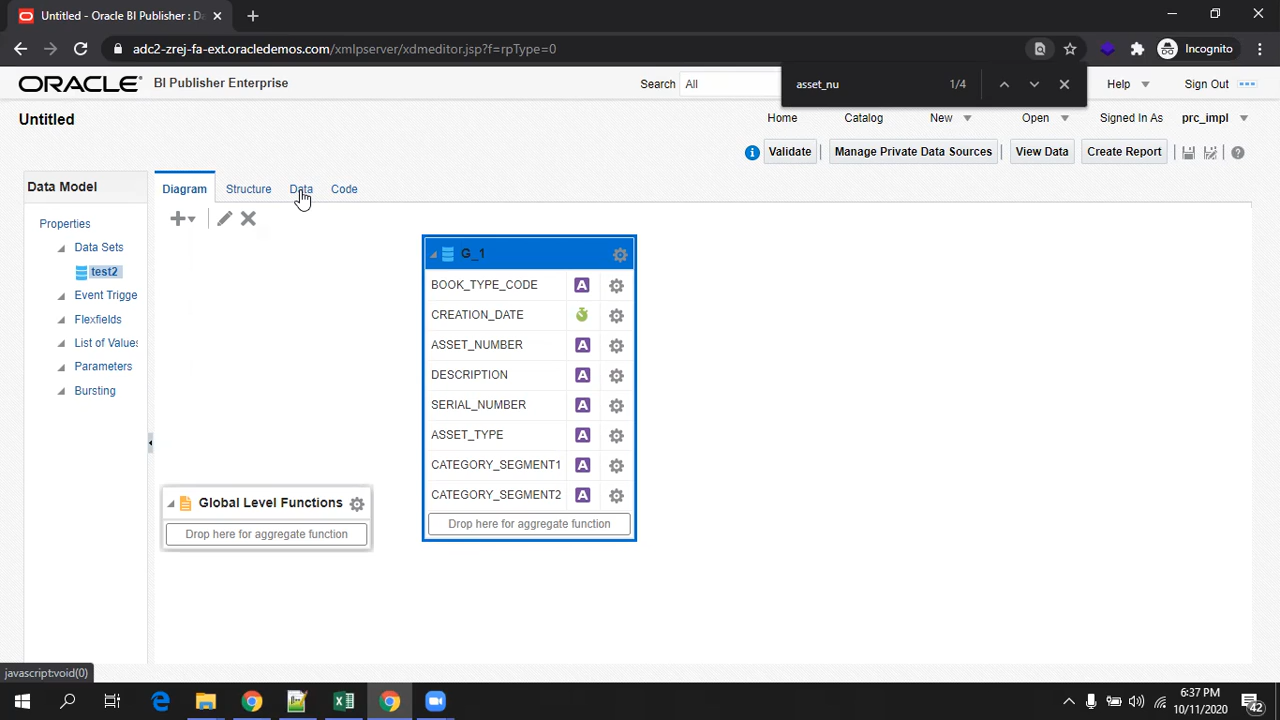 Untitled - Oracle BI Publisher : Da
adc2-zrej-fa-ext.oracledemos.com/xmlpserver/xdmeditor.jsp?f=rpType=0
Incognito
ORACLE BI Publisher Enterprise
Search All
asset_nu 1/4
Help
Sign Out
Untitled
Home Catalog New Open Signed In As prc_impl
Validate Manage Private Data Sources View Data Create Report
Data Model
Diagram Structure Data Code
Properties
Data Sets
test2
Event Trigge
Flexfields
List of Values
Parameters
Bursting
G_1
BOOK_TYPE_CODE A
CREATION_DATE
ASSET_NUMBER A
DESCRIPTION A
SERIAL_NUMBER A
ASSET_TYPE A
CATEGORY_SEGMENT1 A
CATEGORY_SEGMENT2 A
Drop here for aggregate function
Global Level Functions
Drop here for aggregate function
javascript:void(0)
6:37 PM
10/11/2020
42